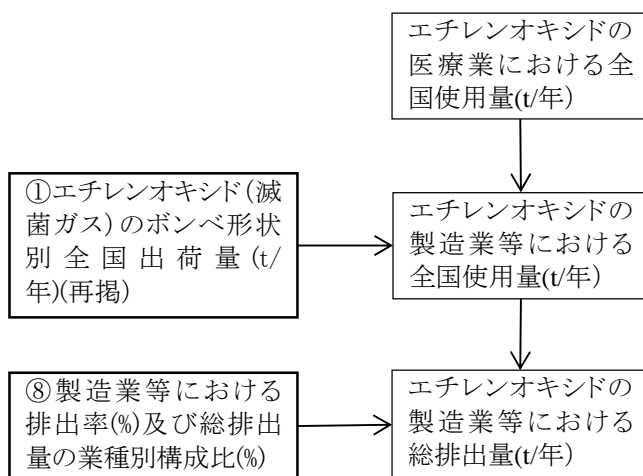 エチレンオキシドの
医療業における全
国使用量(t/年)
①エチレンオキシド(滅
菌ガス)のボンベ形状
別全国出荷量(t/
年)(再掲)
エチレンオキシドの
製造業等における
全国使用量(t/年)
⑧製造業等における
排出率(%)及び総排出
量の業種別構成比(%)
エチレンオキシドの
製造業等における
総排出量(t/年)